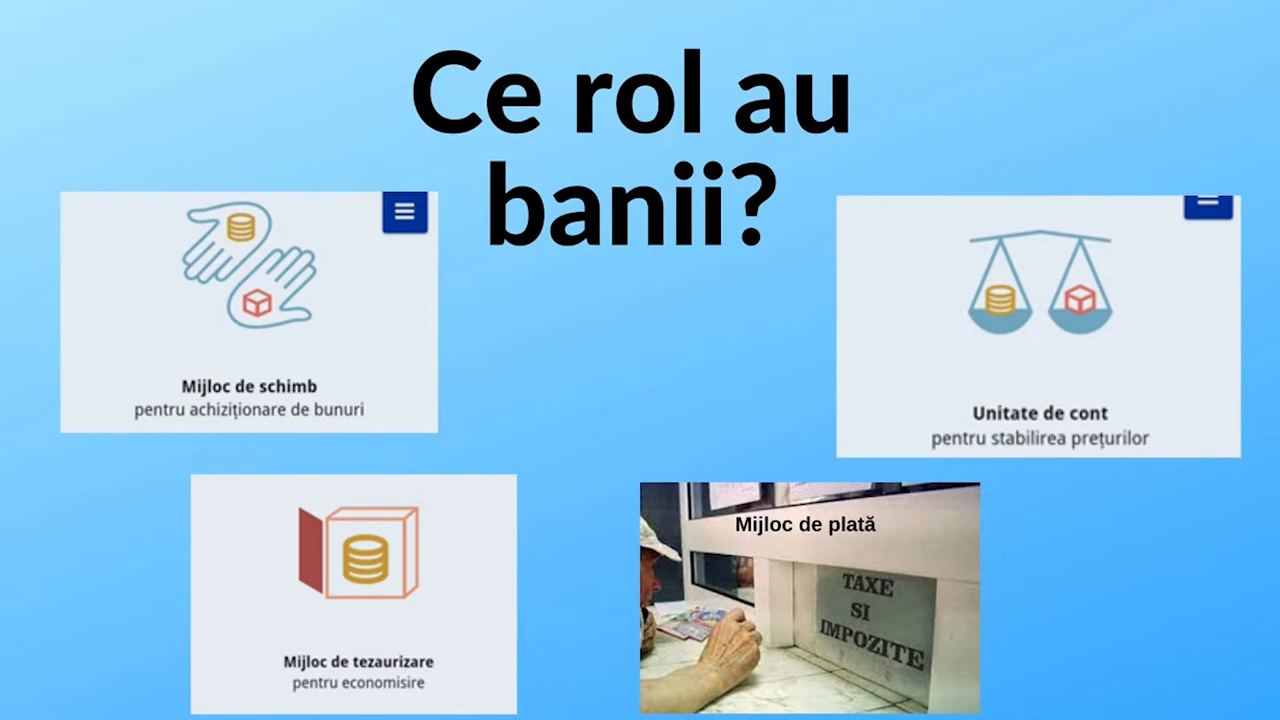 Ce rol au
banii?
Mijloc de schimb
pentru achiziționare de bunuri
Unitate de cont
pentru stabilirea prețurilor
Mijloc de tezaurizare
pentru economisire
Mijloc de plată
TAXE
SI
IMPOZITE